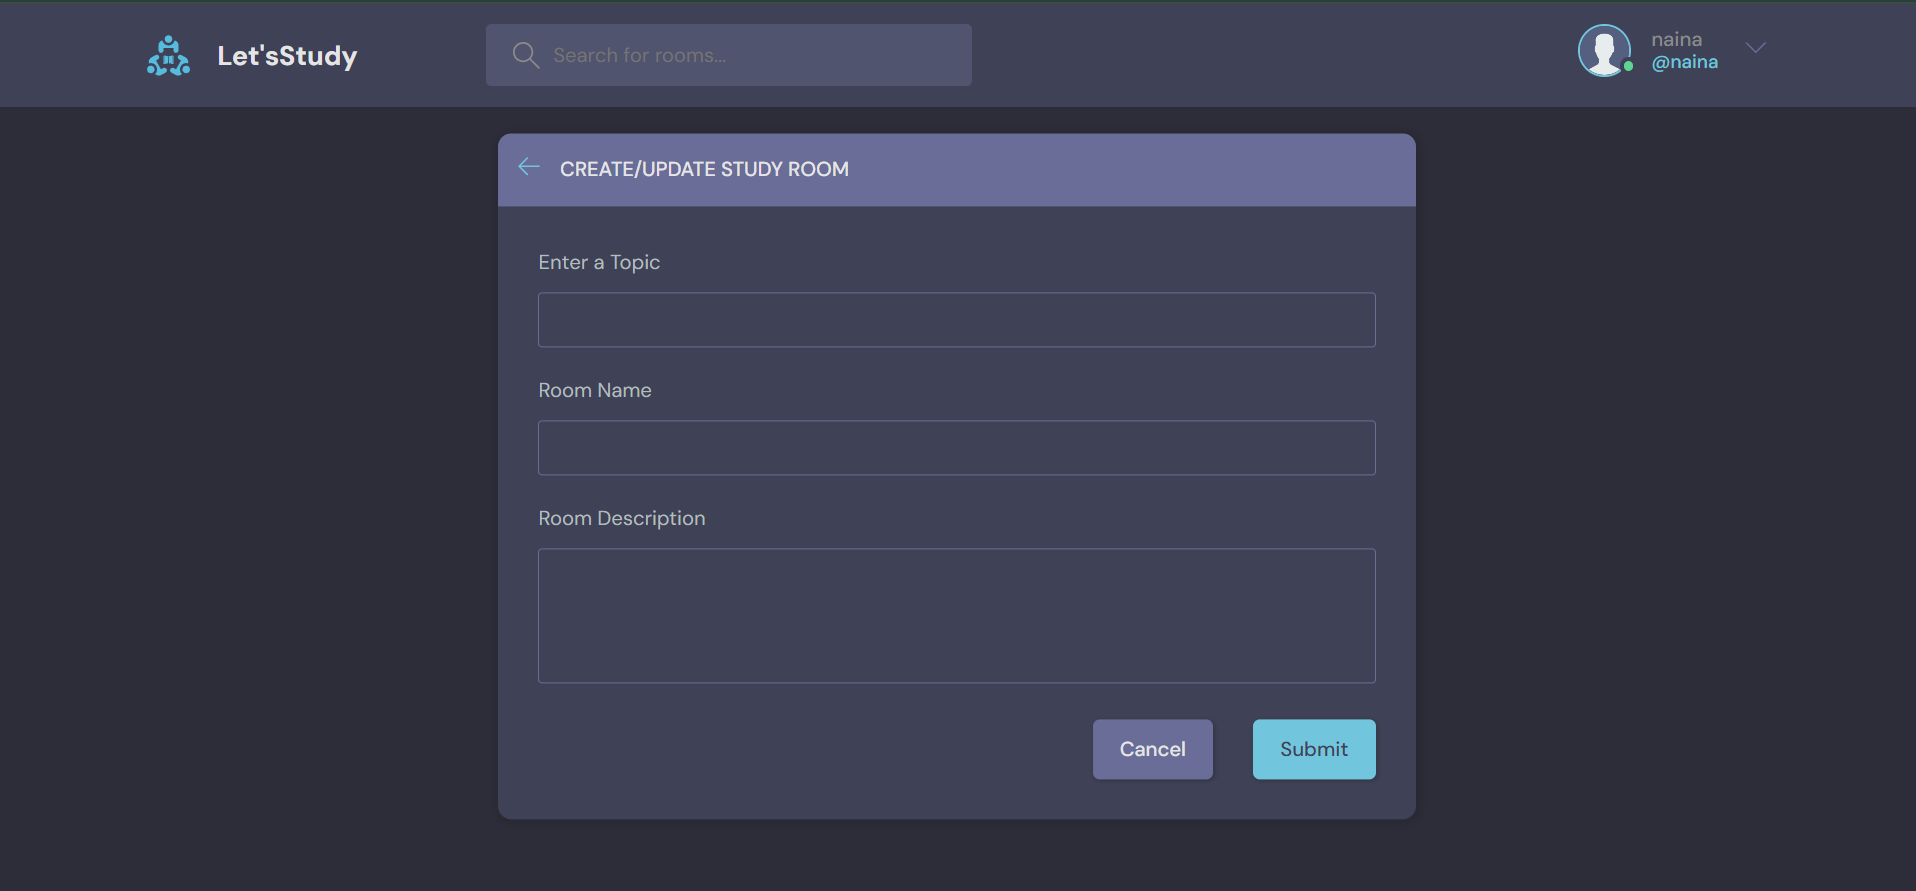 Let'sStudy
Search for rooms...
naina
@naina
CREATE/UPDATE STUDY ROOM
Enter a Topic
Room Name
Room Description
Cancel
Submit